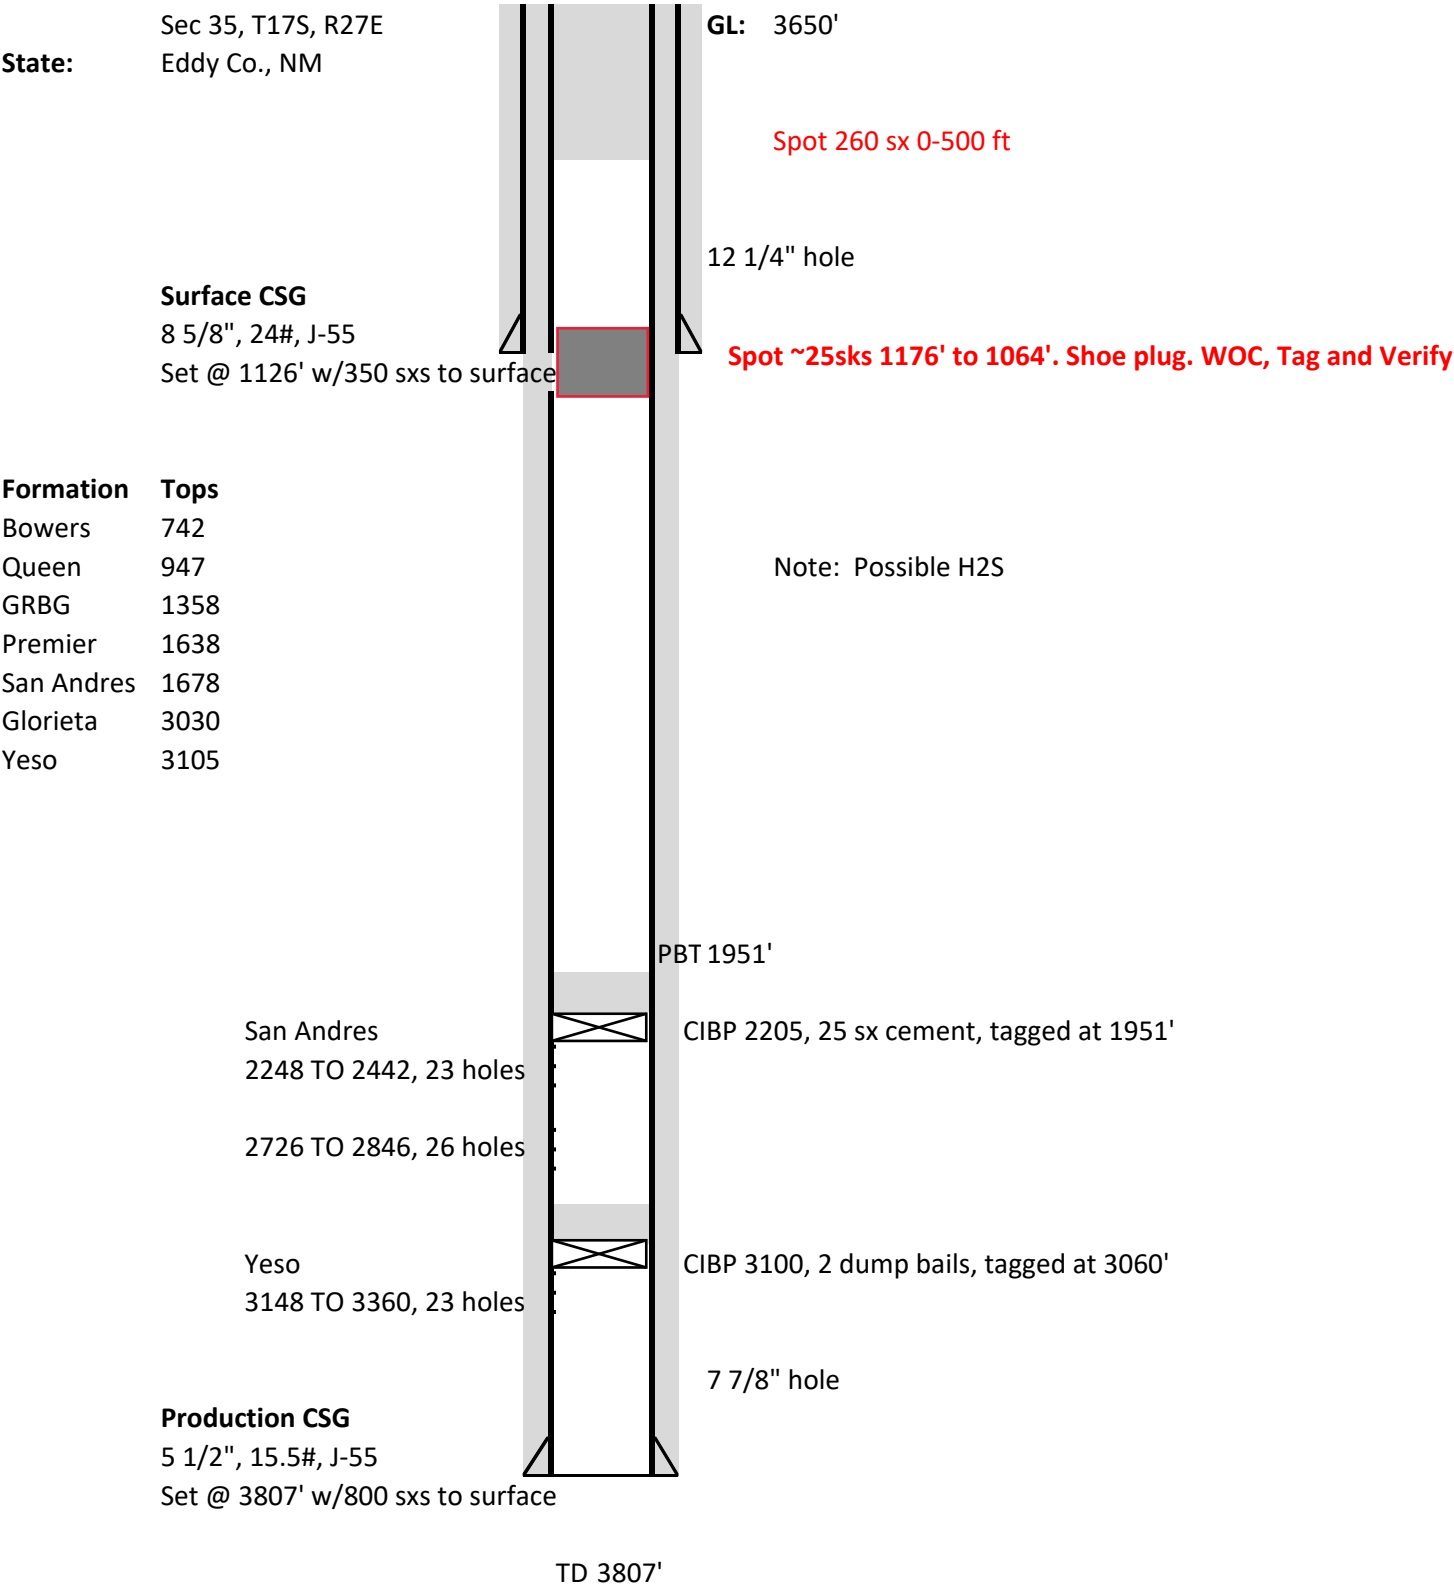 Sec 35, T17S, R27E GL: 3650'
State: Eddy Co., NM
Spot 260 sx 0-500 ft
12 1/4" hole
Surface CSG
8 5/8", 24#, J-55
Set @ 1126' w/350 sxs to surface
Spot ~25sks 1176' to 1064'. Shoe plug. WOC, Tag and Verify
Formation Tops
Bowers 742
Queen 947
Note: Possible H2S
GRBG 1358
Premier 1638
San Andres 1678
Glorieta 3030
Yeso 3105
PBT 1951'
San Andres
CIBP 2205, 25 sx cement, tagged at 1951'
2248 TO 2442, 23 holes
2726 TO 2846, 26 holes
Yeso
CIBP 3100, 2 dump bails, tagged at 3060'
3148 TO 3360, 23 holes
7 7/8" hole
Production CSG
5 1/2", 15.5#, J-55
Set @ 3807' w/800 sxs to surface
TD 3807'